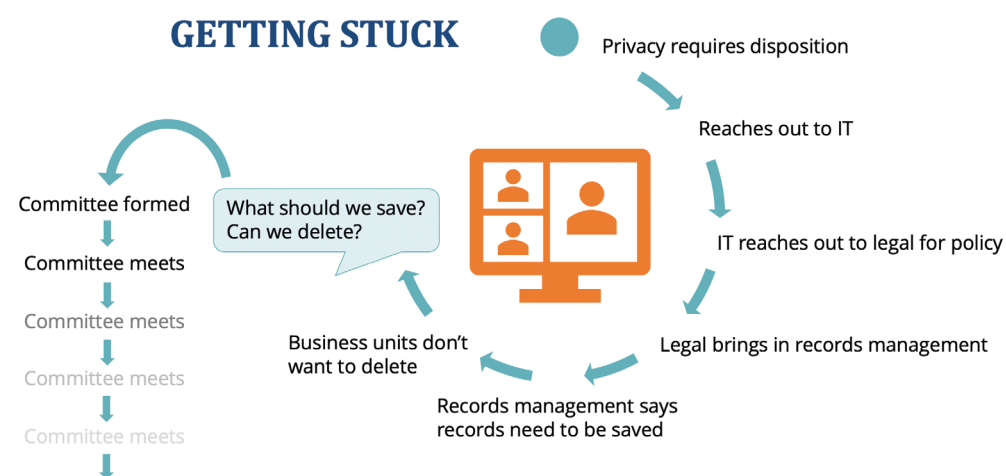 GETTING STUCK
Privacy requires disposition
Reaches out to IT
IT reaches out to legal for policy
Legal brings in records management
Records management says
records need to be saved
Business units don't
want to delete
What should we save?
Can we delete?
Committee formed
Committee meets
Committee meets
Committee meets
Committee meets